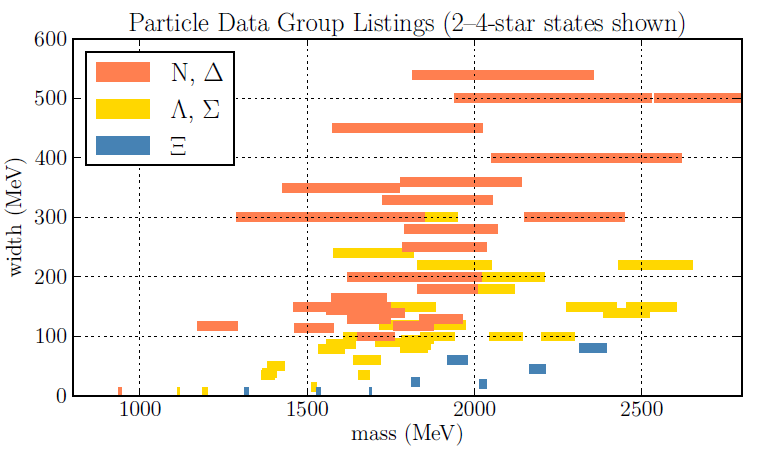 Particle Data Group Listings (2–4-star states shown)
600
500
400
300
200
100
0
width (MeV)
N, Δ
Λ, Σ
Ξ
1000 1500 2000 2500
mass (MeV)